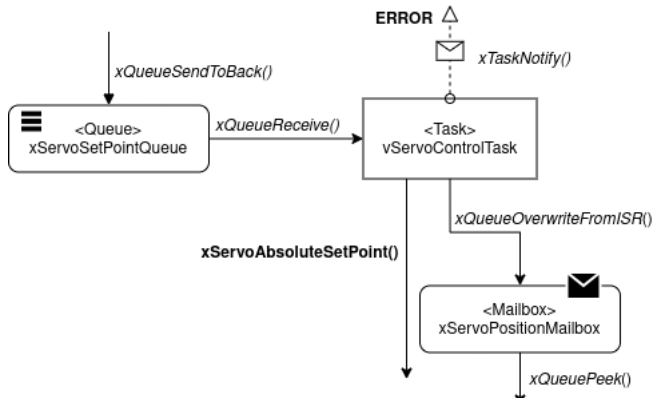 ERROR
xTaskNotify()
xQueueSendToBack()
<Queue>
xServoSetPointQueue
xQueueReceive()
<Task>
vServoControlTask
xQueueOverwriteFromISR()
xServoAbsoluteSetPoint()
<Mailbox>
xServoPositionMailbox
xQueuePeek()